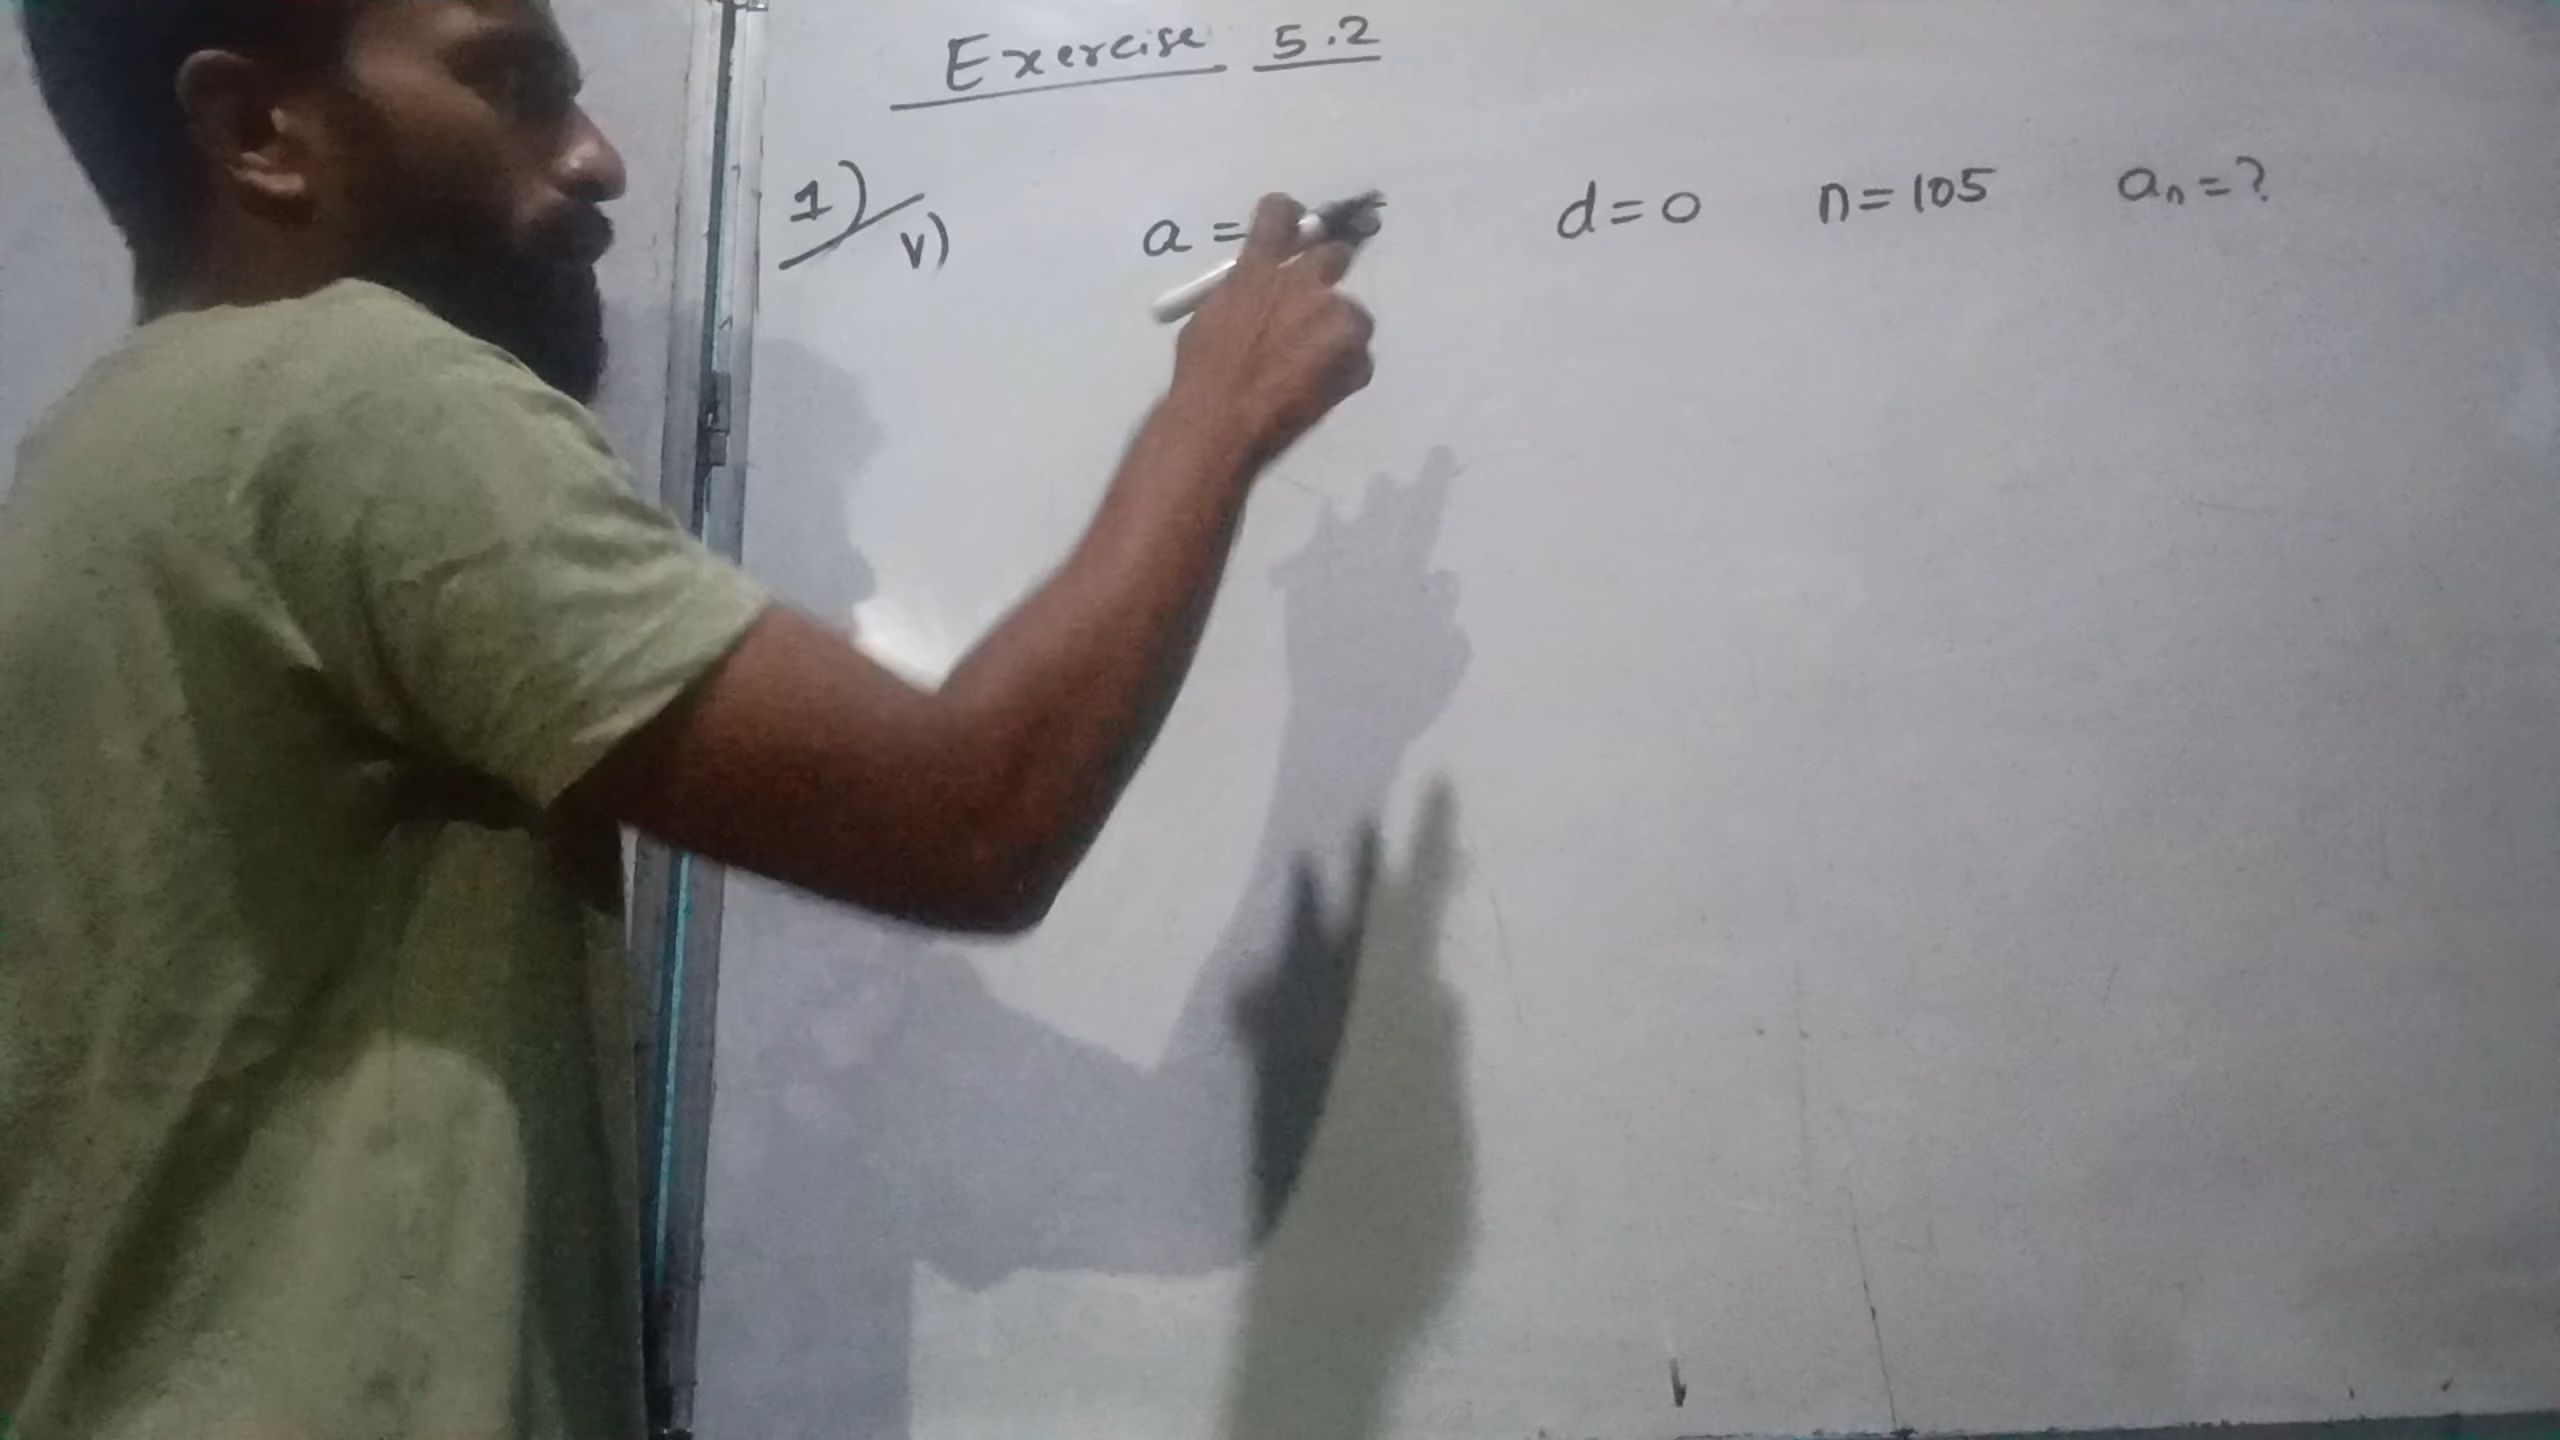 Exercise 5.2
1) v) a = d=0 n=105 aₙ=?